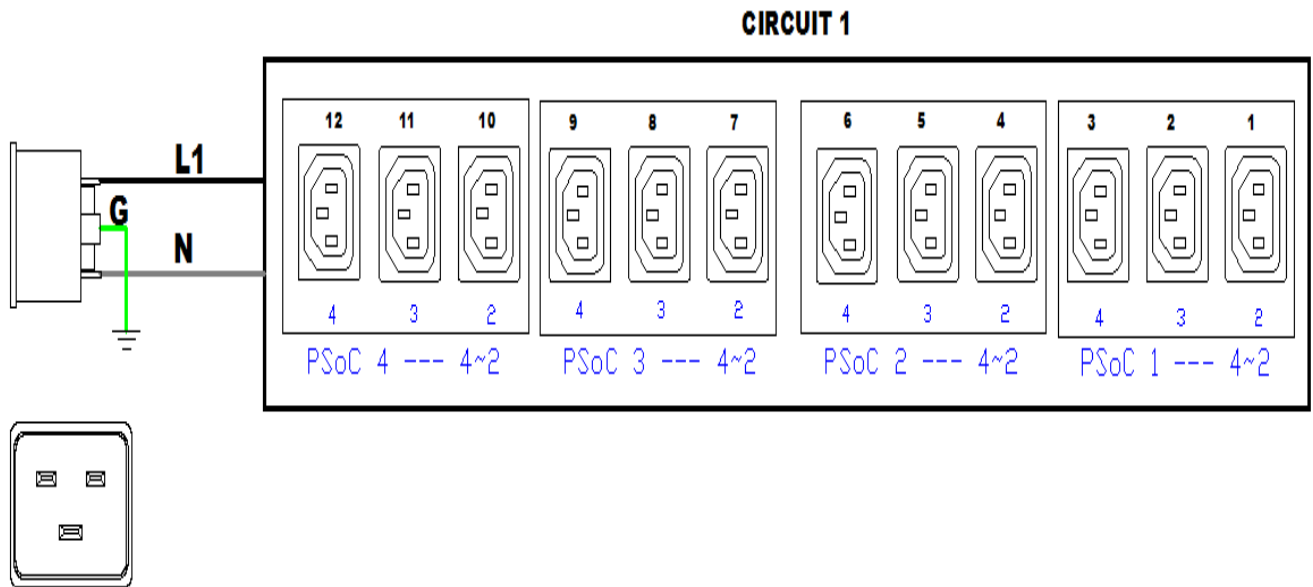 CIRCUIT 1
12 11 10 9 8 7 6 5 4 3 2 1
L1
G
N
4 3 2 4 3 2 4 3 2 4 3 2
PSoC 4 --- 4~2 PSoC 3 --- 4~2 PSoC 2 --- 4~2 PSoC 1 --- 4~2